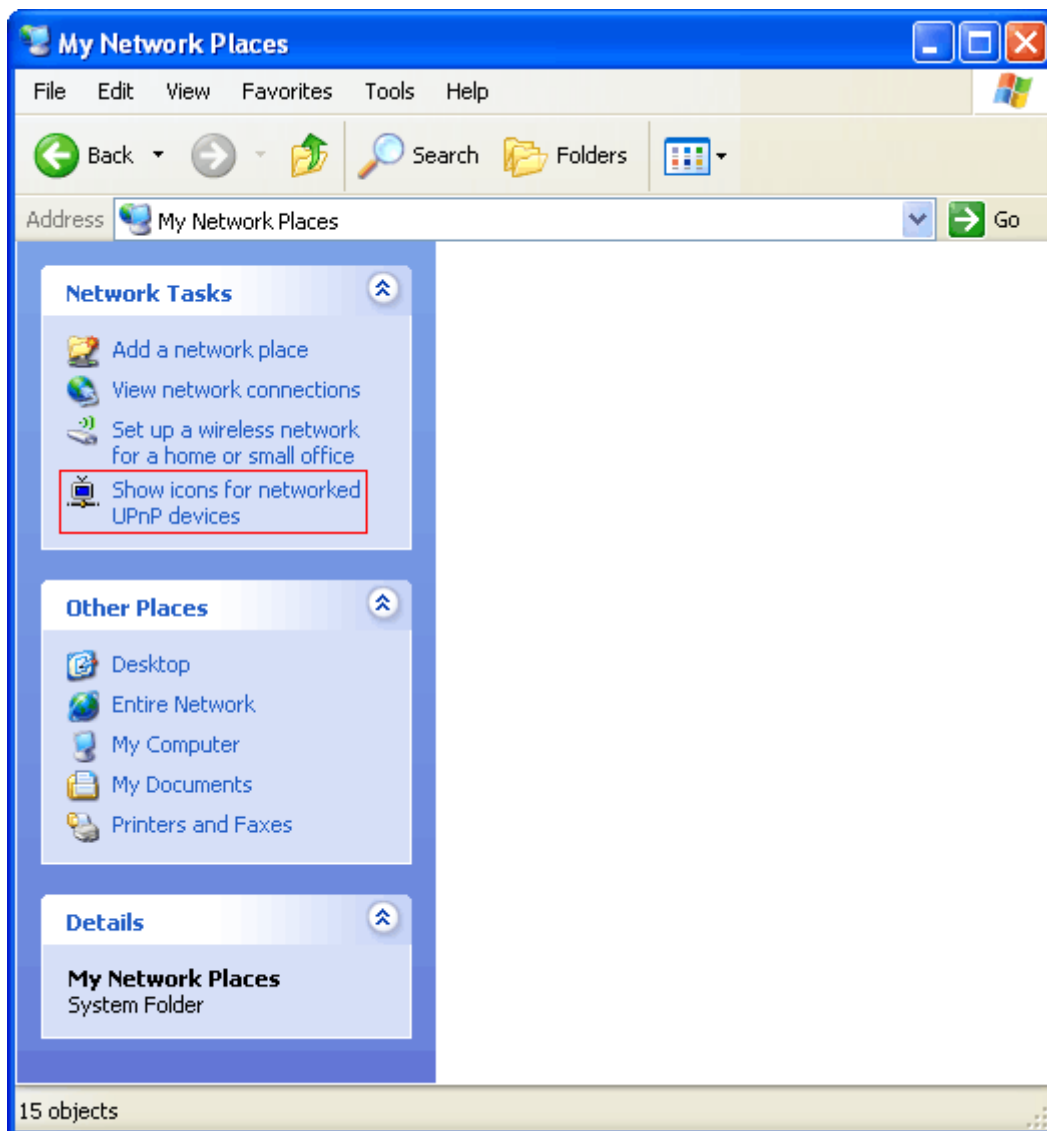 My Network Places
File Edit View Favorites Tools Help
Back Search Folders
Address My Network Places Go
Network Tasks
Add a network place
View network connections
Set up a wireless network
for a home or small office
Show icons for networked
UPnP devices
Other Places
Desktop
Entire Network
My Computer
My Documents
Printers and Faxes
Details
My Network Places
System Folder
15 objects